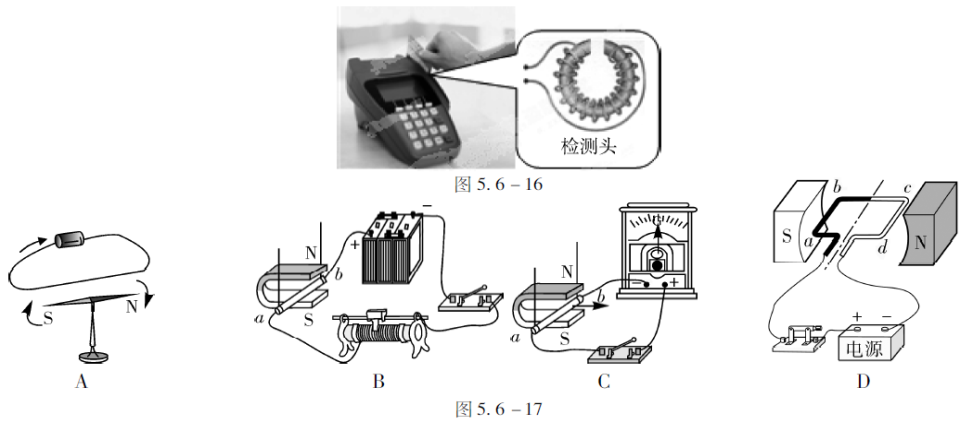 检测头
图 5. 6 - 16
S N
A
+ -
N
b
a
S
B
G
N
- +
b
a
S
C
b c
S a d N
+ -
电源
D
图 5. 6 - 17